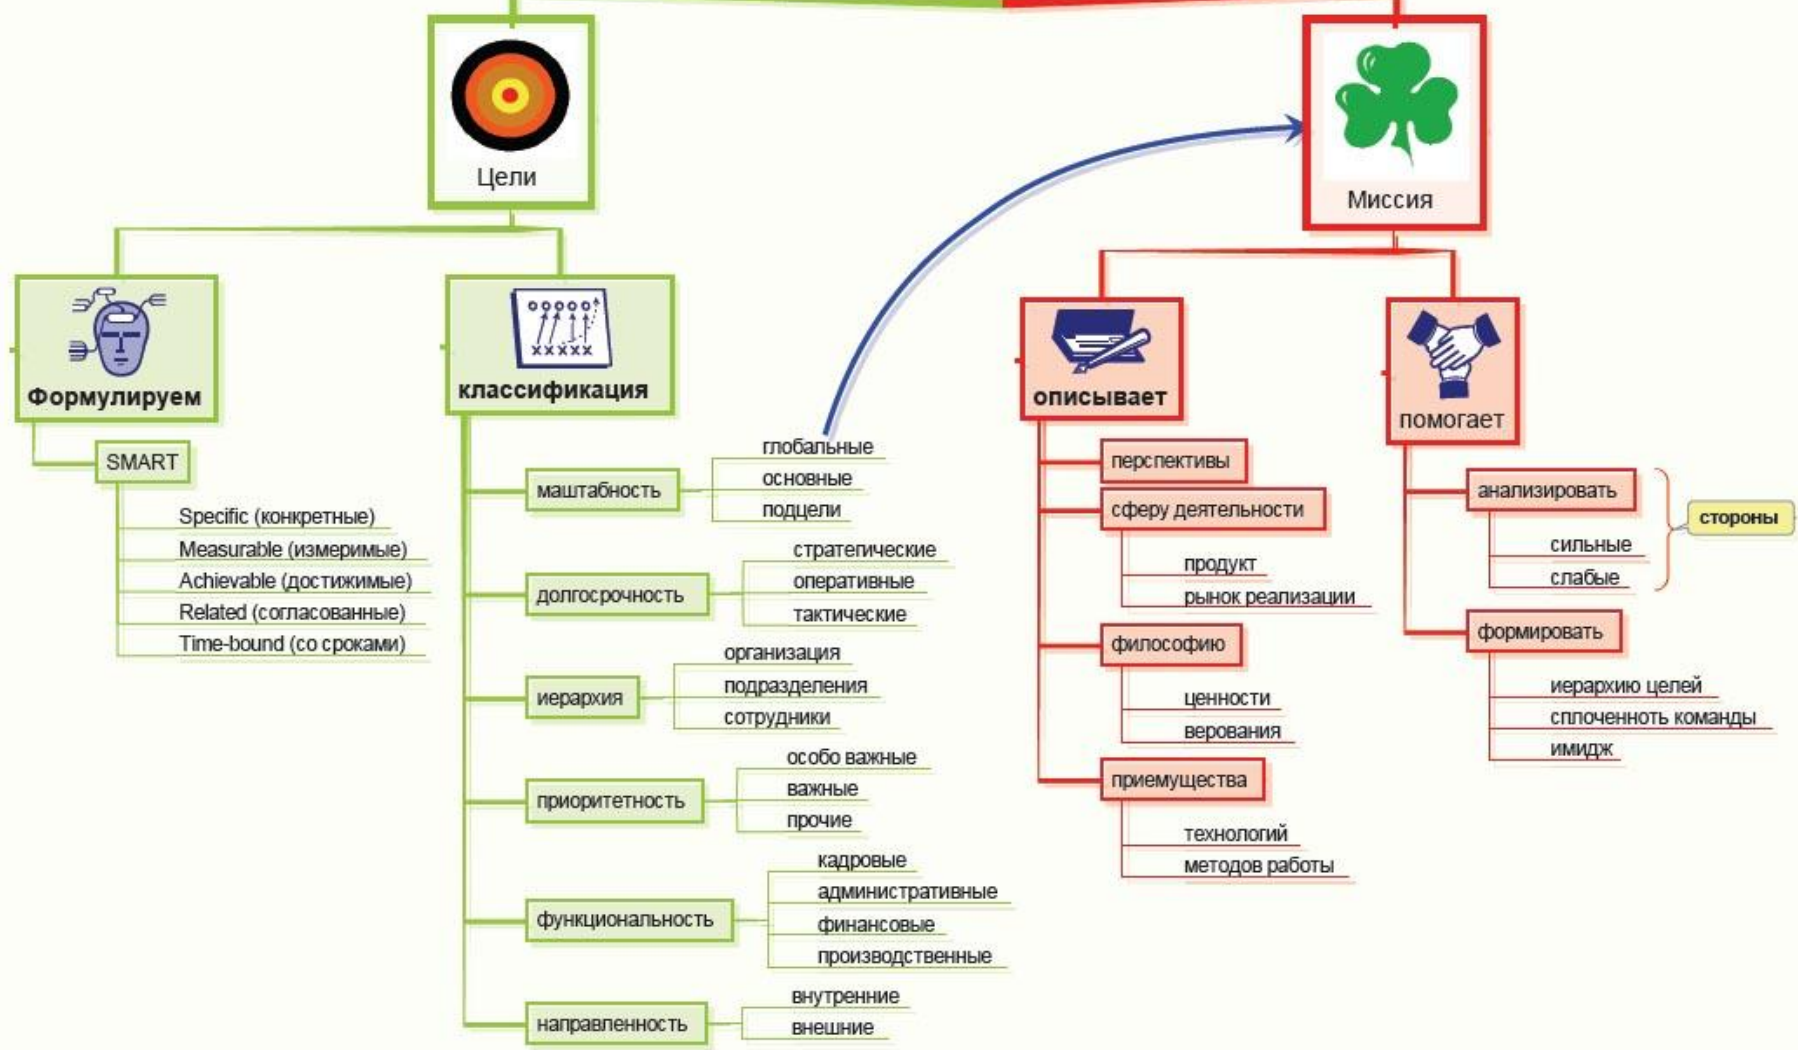 Цели
Миссия
Формулируем
SMART
Specific (конкретные)
Measurable (измеримые)
Achievable (достижимые)
Related (согласованные)
Time-bound (со сроками)
классификация
маштабность
глобальные
основные
подцели
долгосрочность
стратегические
оперативные
тактические
иерархия
организация
подразделения
сотрудники
приоритетность
особо важные
важные
прочие
функциональность
кадровые
административные
финансовые
производственные
направленность
внутренние
внешние
описывает
перспективы
сферу деятельности
продукт
рынок реализации
философию
ценности
верования
приемущества
технологий
методов работы
помогает
анализировать
сильные
слабые
стороны
формировать
иерархию целей
сплоченноть команды
имидж